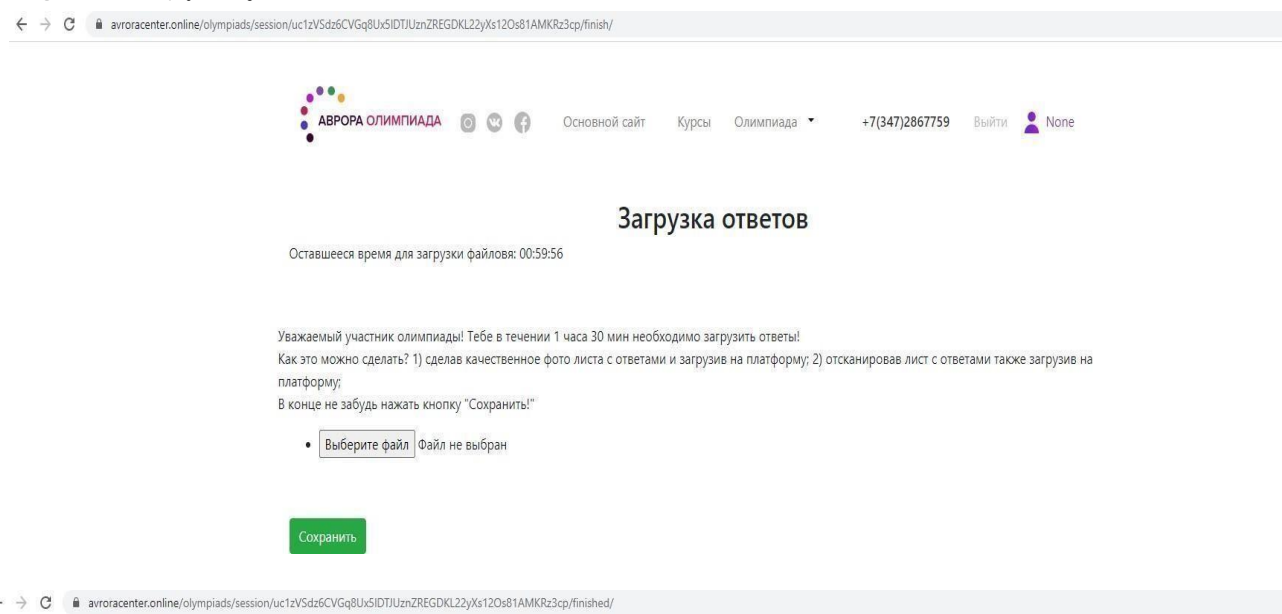 avroracenter.online/olympiads/session/uc1zVSdz6CVGq8Ux5IDTJUznZREGDKL22yXs12Os81AMKRz3cp/finish/
АВРОРА ОЛИМПИАДА
Основной сайт Курсы Олимпиада +7(347)2867759 Выйти None
Загрузка ответов
Оставшееся время для загрузки файловя: 00:59:56
Уважаемый участник олимпиады! Тебе в течении 1 часа 30 мин необходимо загрузить ответы!
Как это можно сделать? 1) сделав качественное фото листа с ответами и загрузив на платформу; 2) отсканировав лист с ответами также загрузив на
платформу;
В конце не забудь нажать кнопку "Сохранить!"
• Выберите файл Файл не выбран
Сохранить
avroracenter.online/olympiads/session/uc1zVSdz6CVGq8Ux5IDTJUznZREGDKL22yXs12Os81AMKRz3cp/finished/